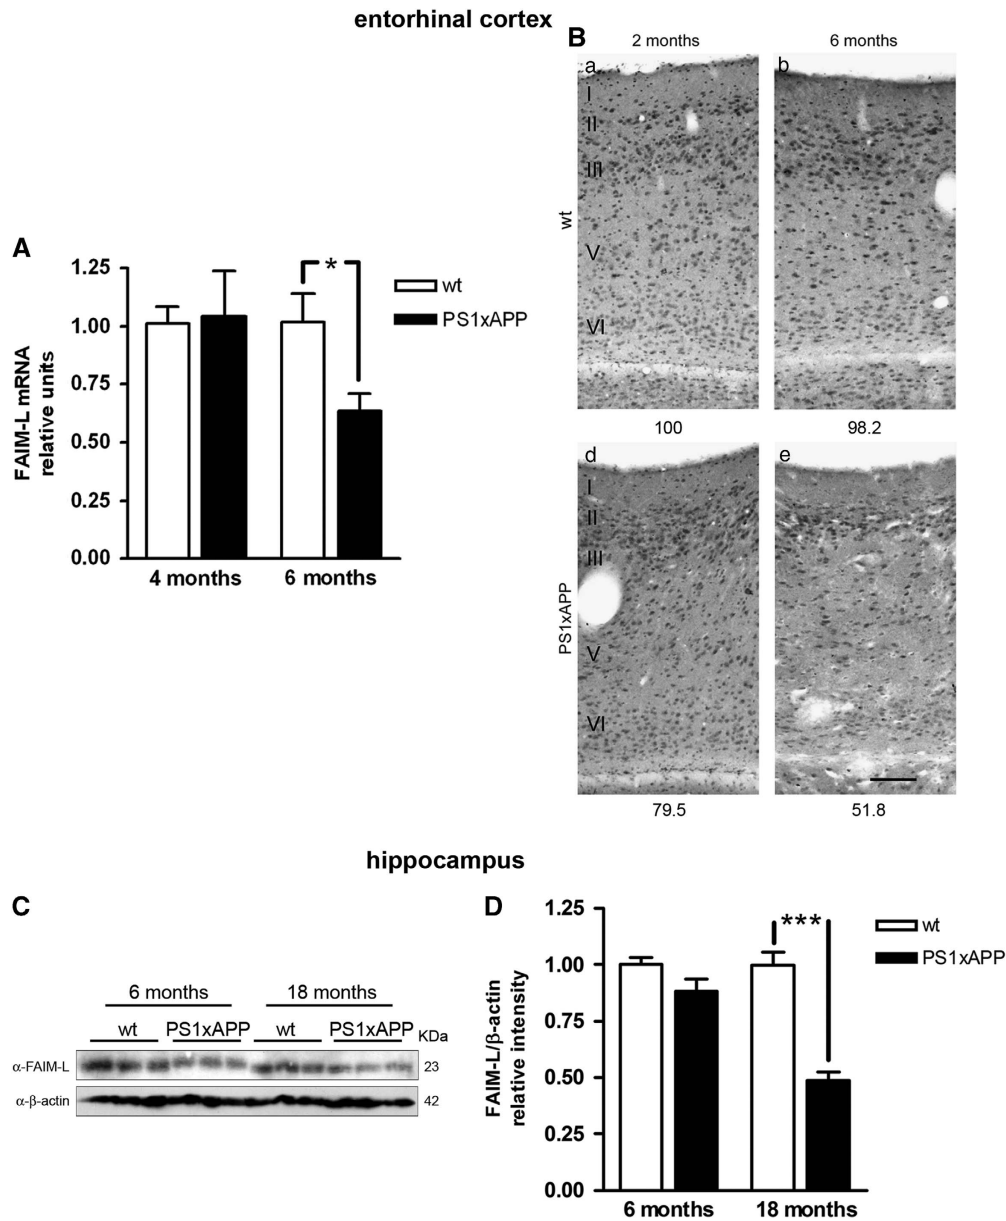 entorhinal cortex
A
1.25
1.00
0.75
0.50
0.25
0.00
FAIM-L mRNA
relative units
*
wt
PS1xAPP
4 months
6 months
B
2 months
6 months
wt
a
I
II
III
V
VI
b
100
98.2
PS1xAPP
d
I
II
III
V
VI
e
79.5
51.8
hippocampus
C
6 months
18 months
wt
PS1xAPP
wt
PS1xAPP
KDa
α-FAIM-L
23
α-β-actin
42
D
1.25
1.00
0.75
0.50
0.25
0.00
FAIM-L/β-actin
relative intensity
***
wt
PS1xAPP
6 months
18 months